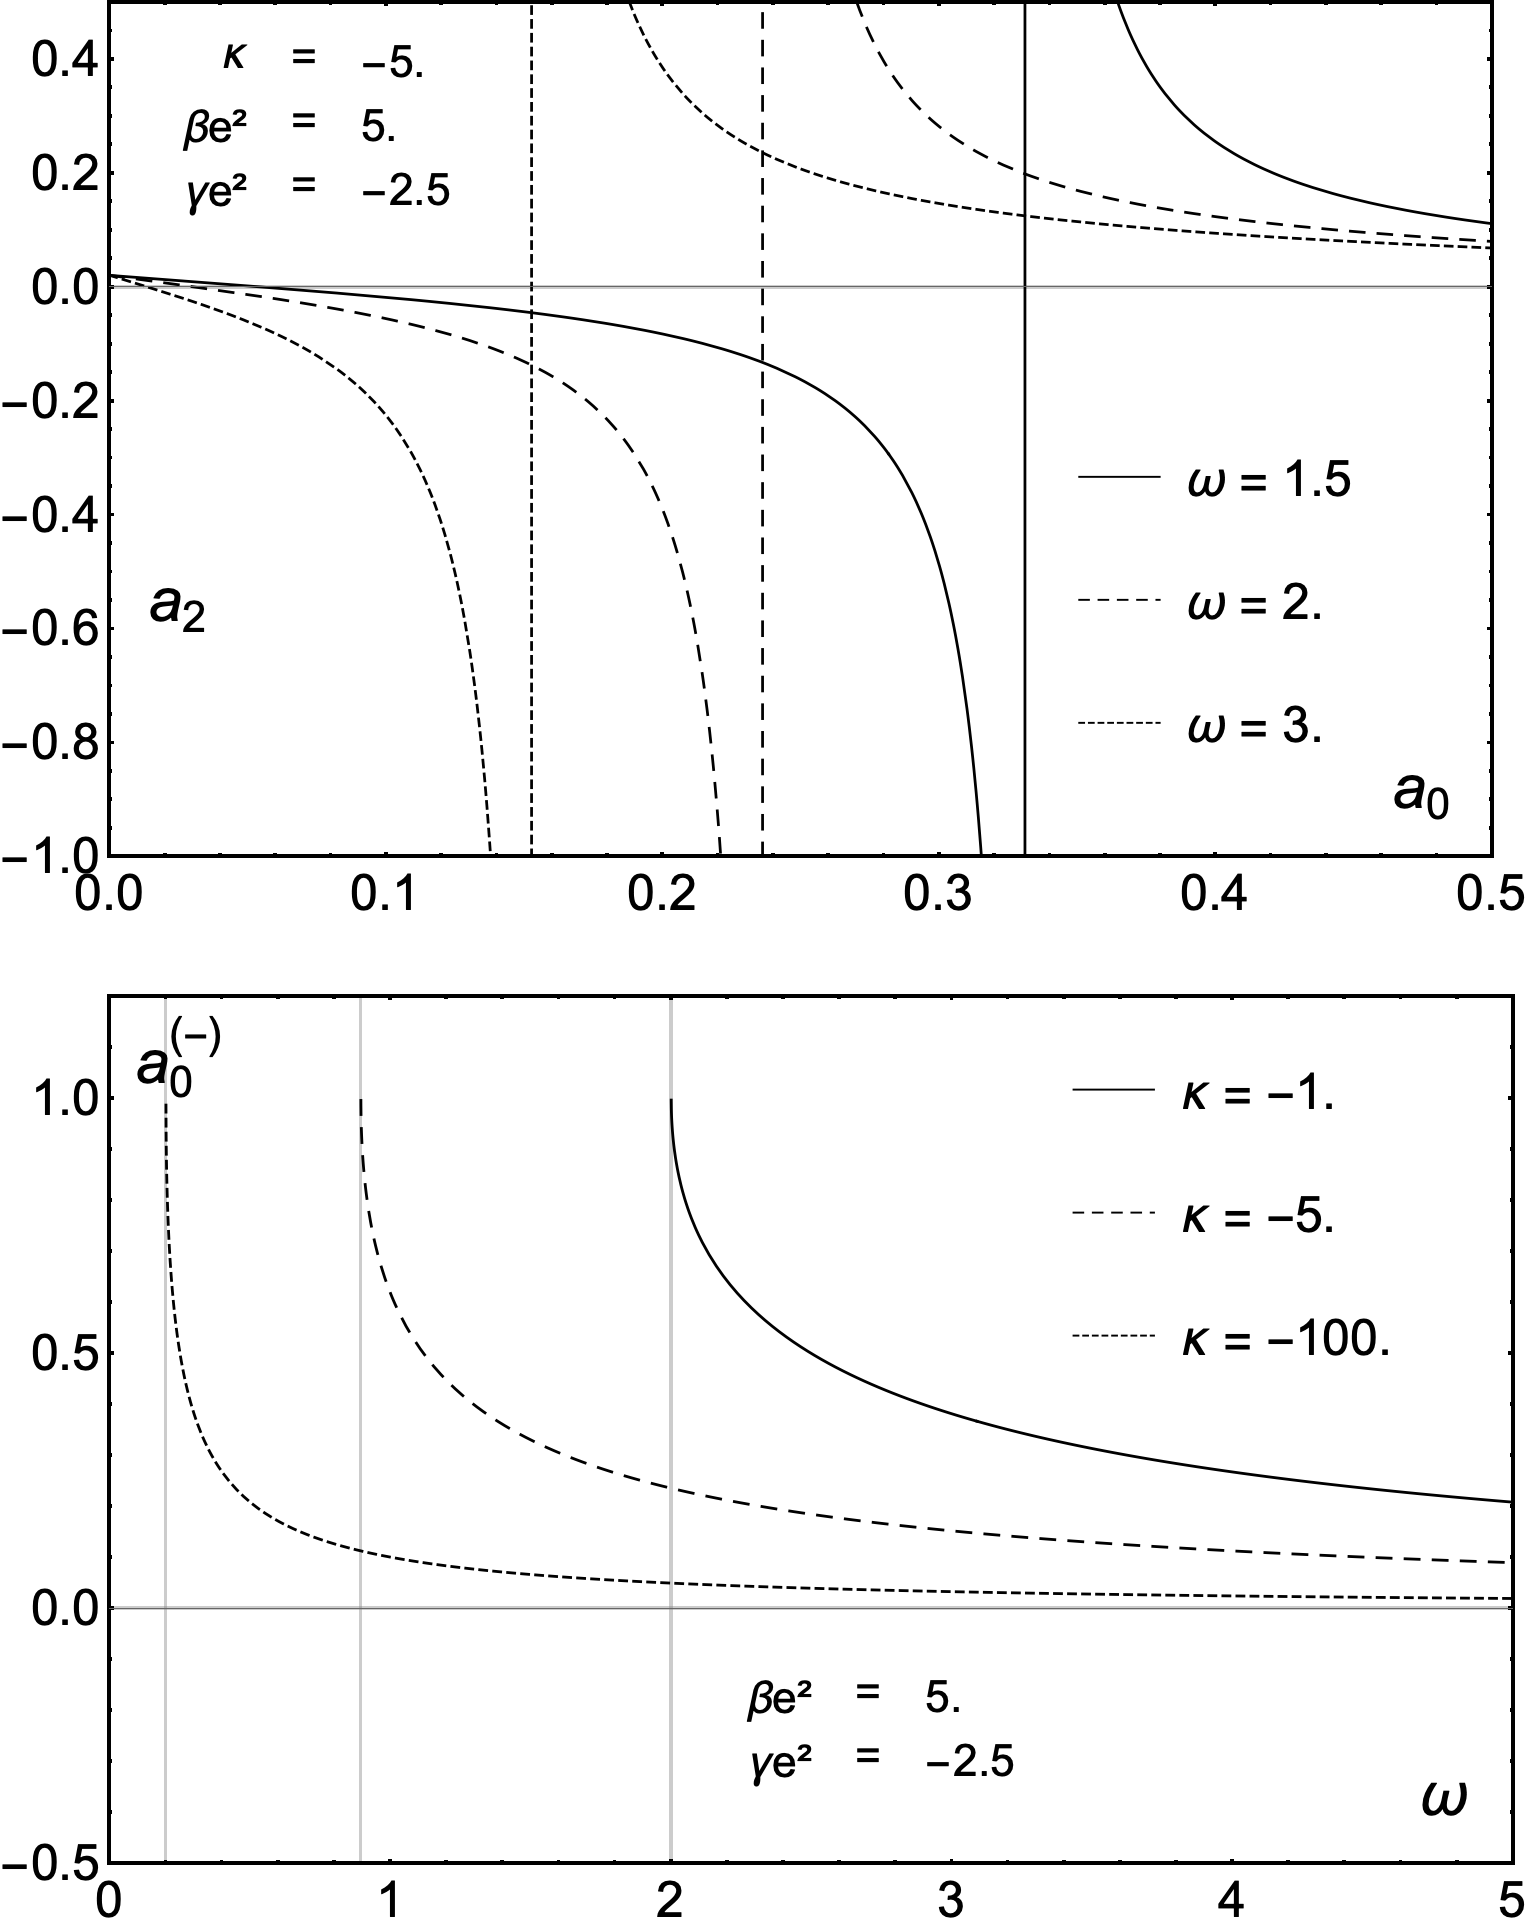 0.4
0.2
0.0
−0.2
−0.4
−0.6
−0.8
−1.0
κ = −5.
βe² = 5.
γe² = −2.5
a₂
ω = 1.5
ω = 2.
ω = 3.
a₀
0.0 0.1 0.2 0.3 0.4 0.5
a₀⁽⁻⁾
1.0
0.5
0.0
−0.5
κ = −1.
κ = −5.
κ = −100.
βe² = 5.
γe² = −2.5
ω
0 1 2 3 4 5